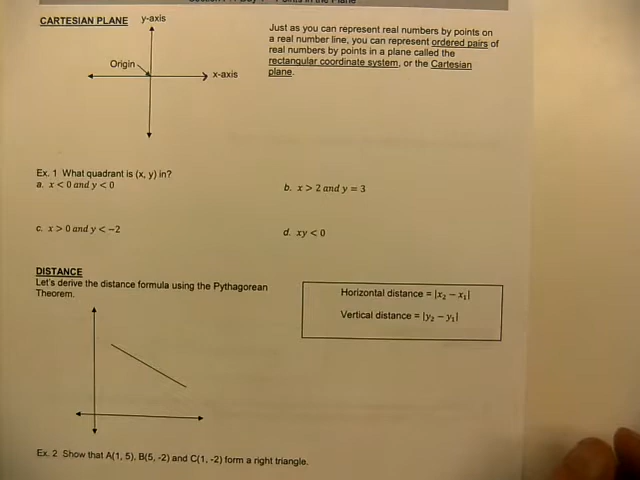 CARTESIAN PLANE
y-axis
Origin
x-axis
Just as you can represent real numbers by points on
a real number line, you can represent ordered pairs of
real numbers by points in a plane called the
rectangular coordinate system, or the Cartesian
plane.
Ex. 1 What quadrant is (x, y) in?
a. x < 0 and y < 0
b. x > 2 and y = 3
c. x > 0 and y < −2
d. xy < 0
DISTANCE
Let's derive the distance formula using the Pythagorean
Theorem.
Horizontal distance = |x₂ − x₁|
Vertical distance = |y₂ − y₁|
Ex. 2 Show that A(1, 5), B(5, -2) and C(1, -2) form a right triangle.